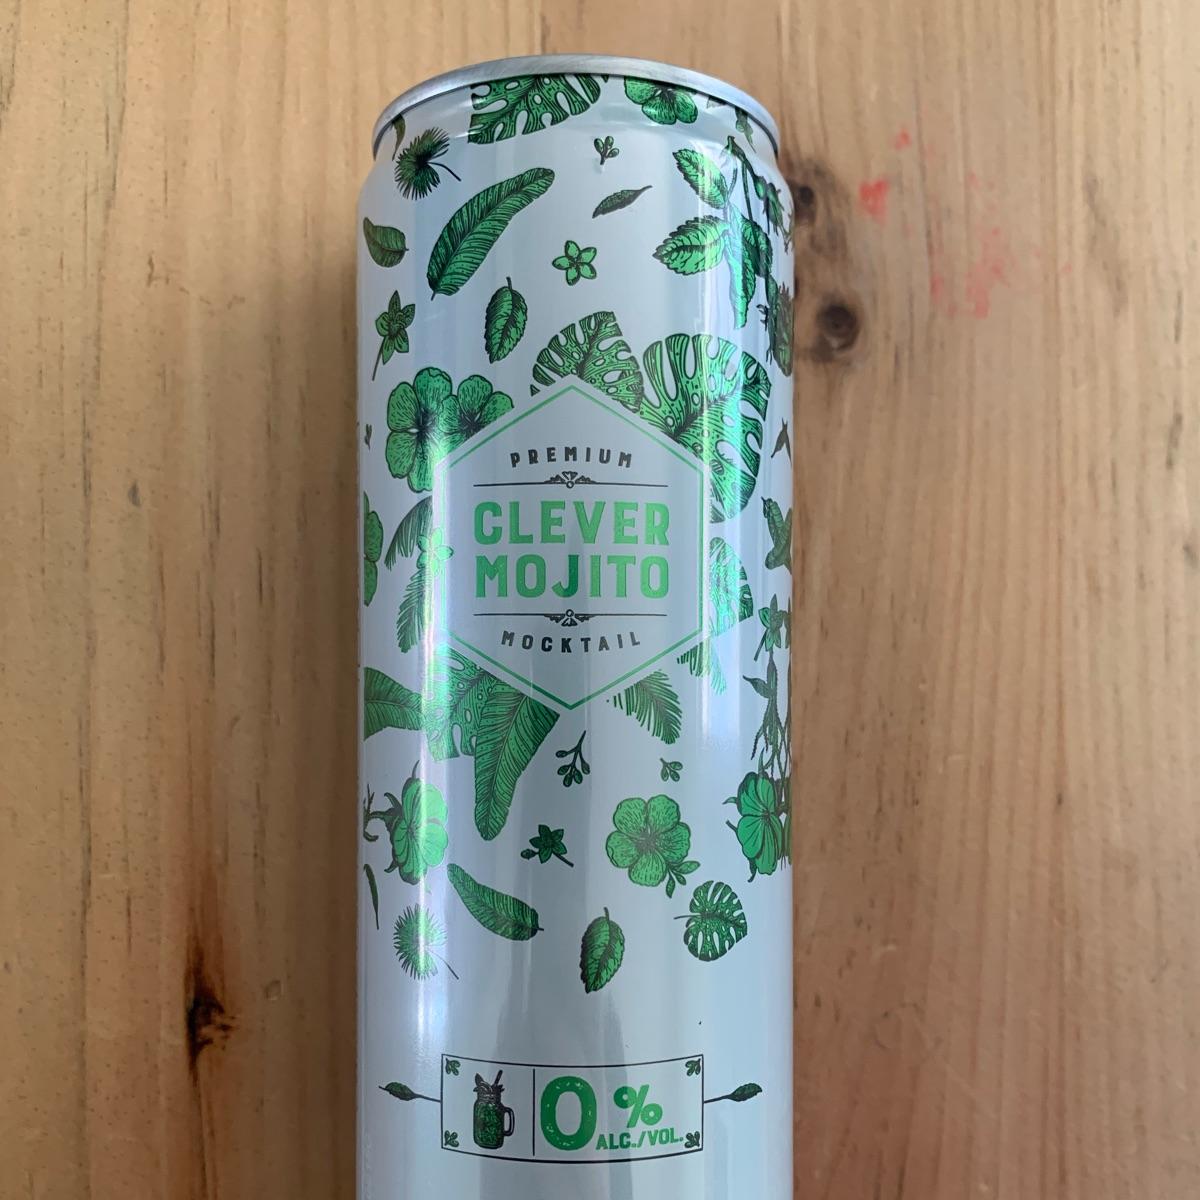 PREMIUM
CLEVER
MOJITO
MOCKTAIL
0%
ALC./VOL.